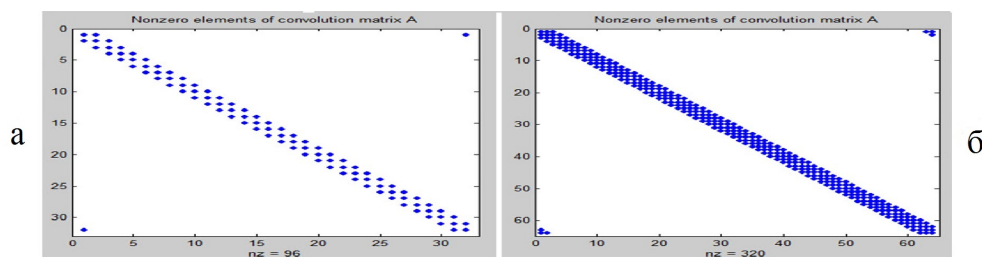 Nonzero elements of convolution matrix A
0
5
10
15
20
25
30
0 5 10 15 20 25 30
nz = 96
а
Nonzero elements of convolution matrix A
0
10
20
30
40
50
60
0 10 20 30 40 50 60
nz = 320
б